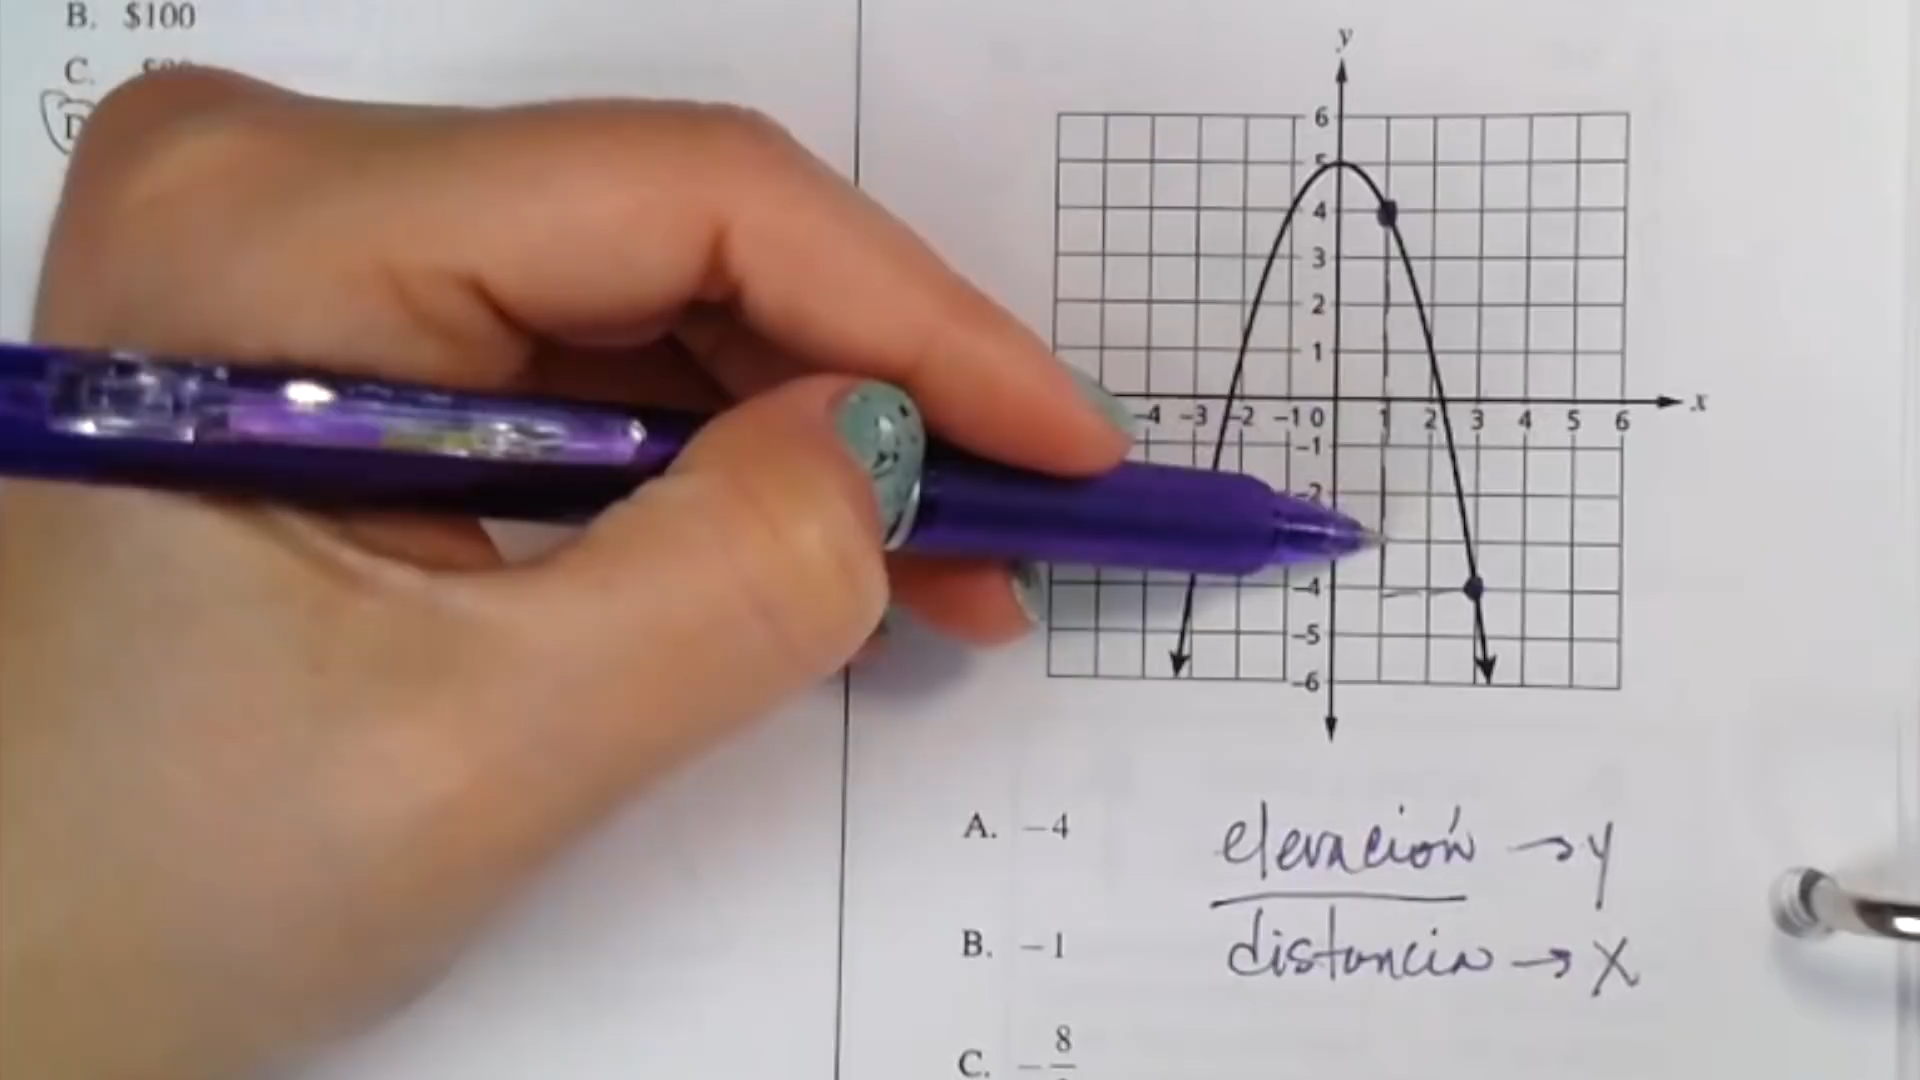 B. $100
C.
D
y
6
5
4
3
2
1
-4 -3 -2 -1 0 1 2 3 4 5 6 x
-1
-2
-4
-5
-6
A. -4
elevación → y
B. -1
distancia → x
C. - 8